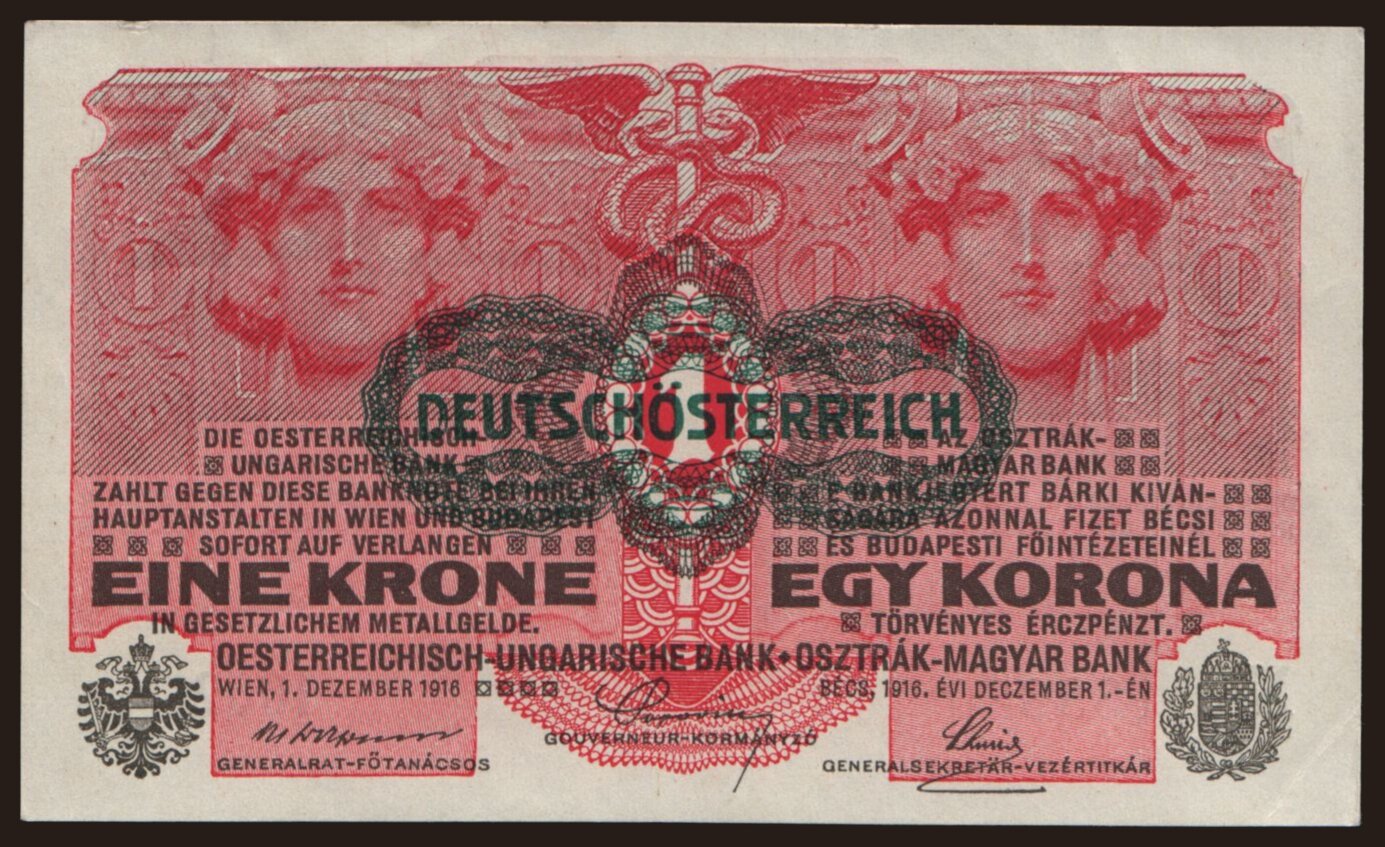 1
DEUTSCHÖSTERREICH
DIE OESTERREICHISCH-
UNGARISCHE BANK
ZAHLT GEGEN DIESE BANKNOTE BEI IHREN
HAUPTANSTALTEN IN WIEN UND BUDAPEST
SOFORT AUF VERLANGEN
EINE KRONE
IN GESETZLICHEM METALLGELDE.
AZ OSZTRÁK-
MAGYAR BANK
E BANKJEGYÉRT BÁRKI KIVÁN-
SÁGÁRA AZONNAL FIZET BÉCSI
ÉS BUDAPESTI FŐINTÉZETEINÉL
EGY KORONA
TÖRVÉNYES ÉRCZPÉNZT.
OESTERREICHISCH-UNGARISCHE BANK • OSZTRÁK-MAGYAR BANK
WIEN, 1. DEZEMBER 1916
BÉCS, 1916. ÉVI DECZEMBER 1.-ÉN
GENERALRAT-FŐTANÁCSOS
GOUVERNEUR-KORMÁNYZÓ
GENERALSEKRETÄR-VEZÉRTITKÁR